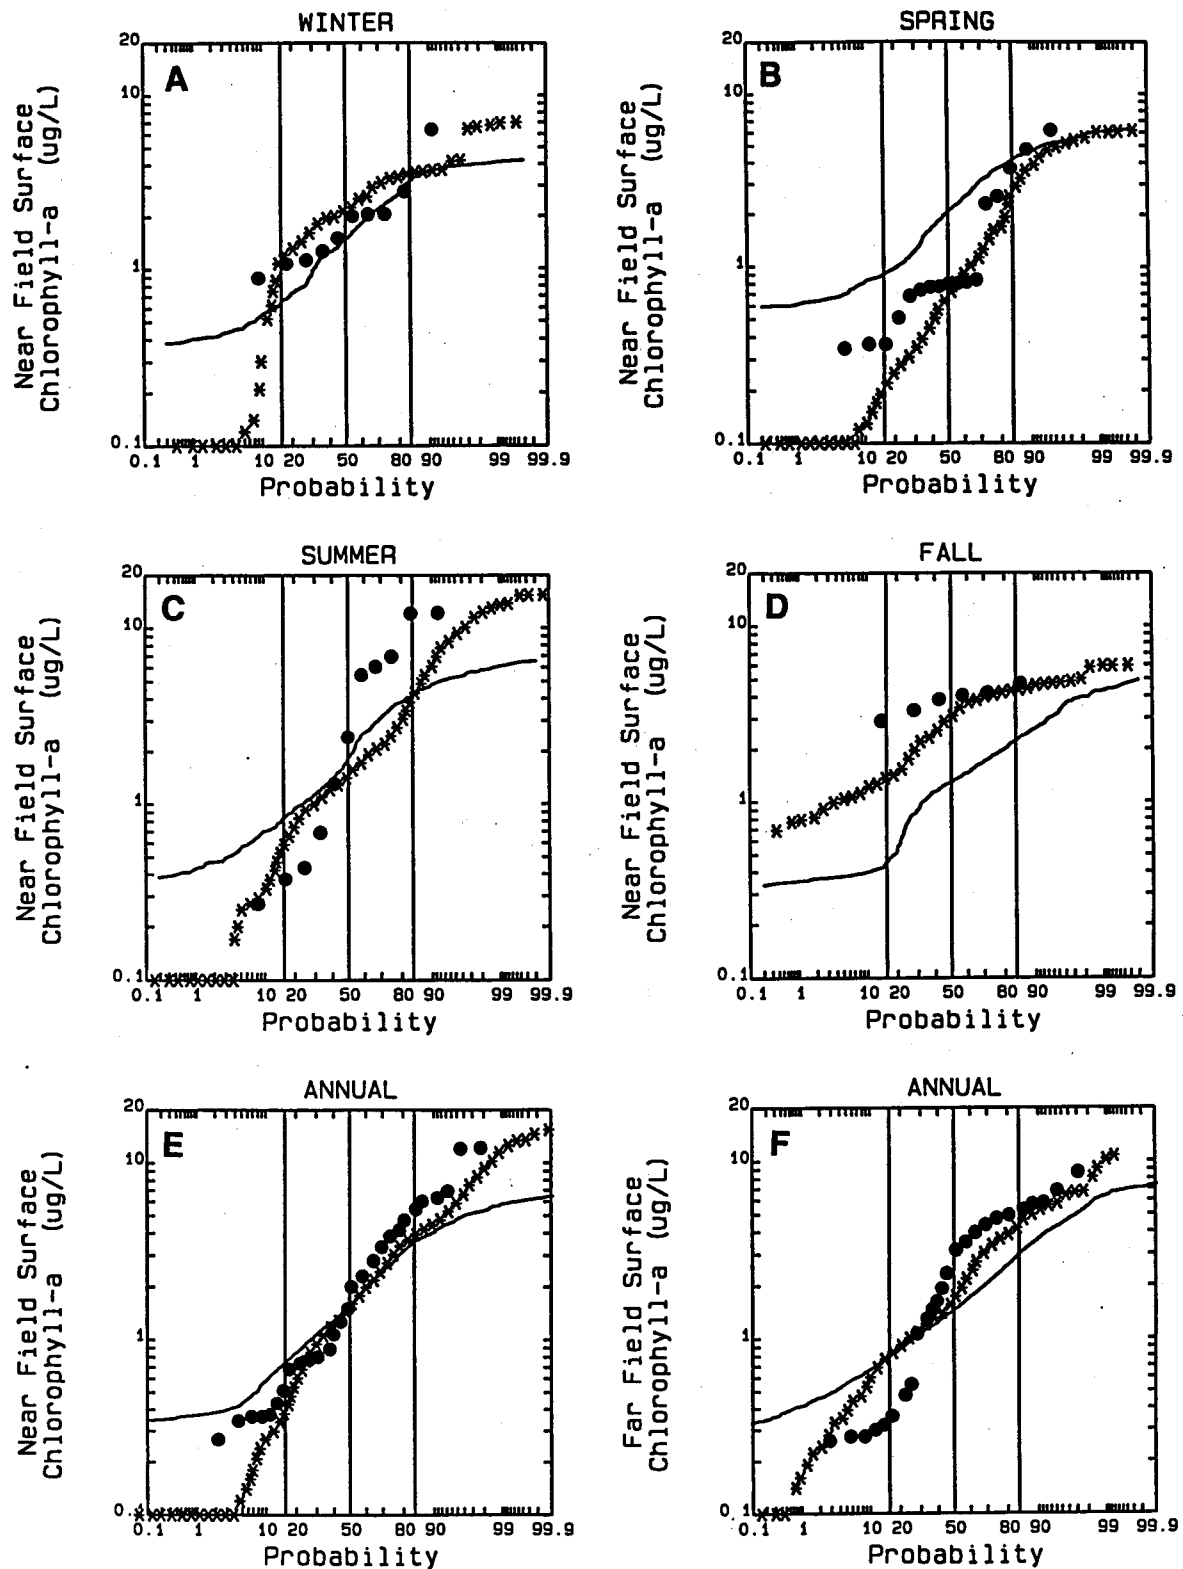 WINTER
A
20
10
1
0.1
Near Field Surface
Chlorophyll-a (ug/L)
0.1 1 10 20 50 80 90 99 99.9
Probability
SPRING
B
20
10
1
0.1
Near Field Surface
Chlorophyll-a (ug/L)
0.1 1 10 20 50 80 90 99 99.9
Probability
SUMMER
C
20
10
1
0.1
Near Field Surface
Chlorophyll-a (ug/L)
0.1 1 10 20 50 80 90 99 99.9
Probability
FALL
D
20
10
1
0.1
Near Field Surface
Chlorophyll-a (ug/L)
0.1 1 10 20 50 80 90 99 99.9
Probability
ANNUAL
E
20
10
1
0.
Near Field Surface
Chlorophyll-a (ug/L)
0.1 1 10 20 50 80 90 99 99.9
Probability
ANNUAL
F
20
10
1
0.1
Far Field Surface
Chlorophyll-a (ug/L)
0.1 1 10 20 50 80 90 99 99.9
Probability